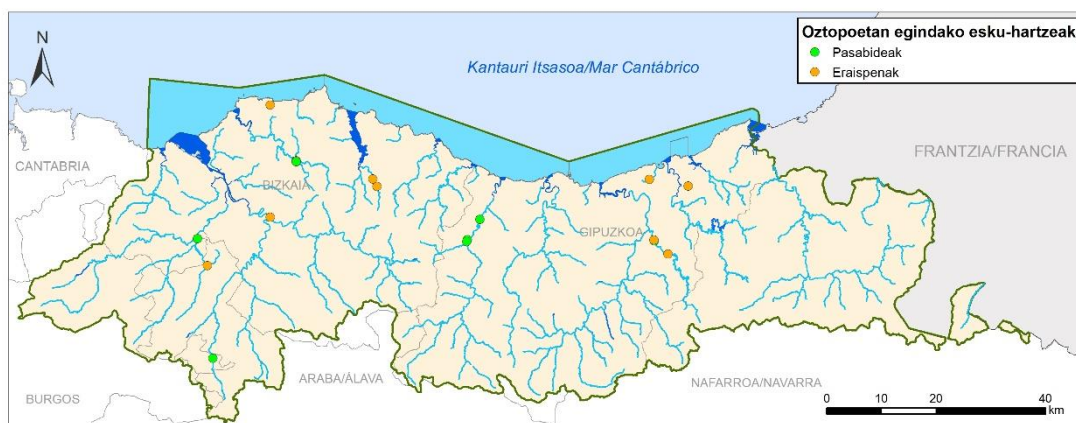 N
Kantauri Itsasoa/Mar Cantábrico
Oztopoetan egindako esku-hartzeak
Pasabideak
Eraispenak
CANTABRIA
FRANTZIA/FRANCIA
BIZKAIA
GIPUZKOA
ARABA/ÁLAVA
NAFARROA/NAVARRA
BURGOS
0 10 20 40
km